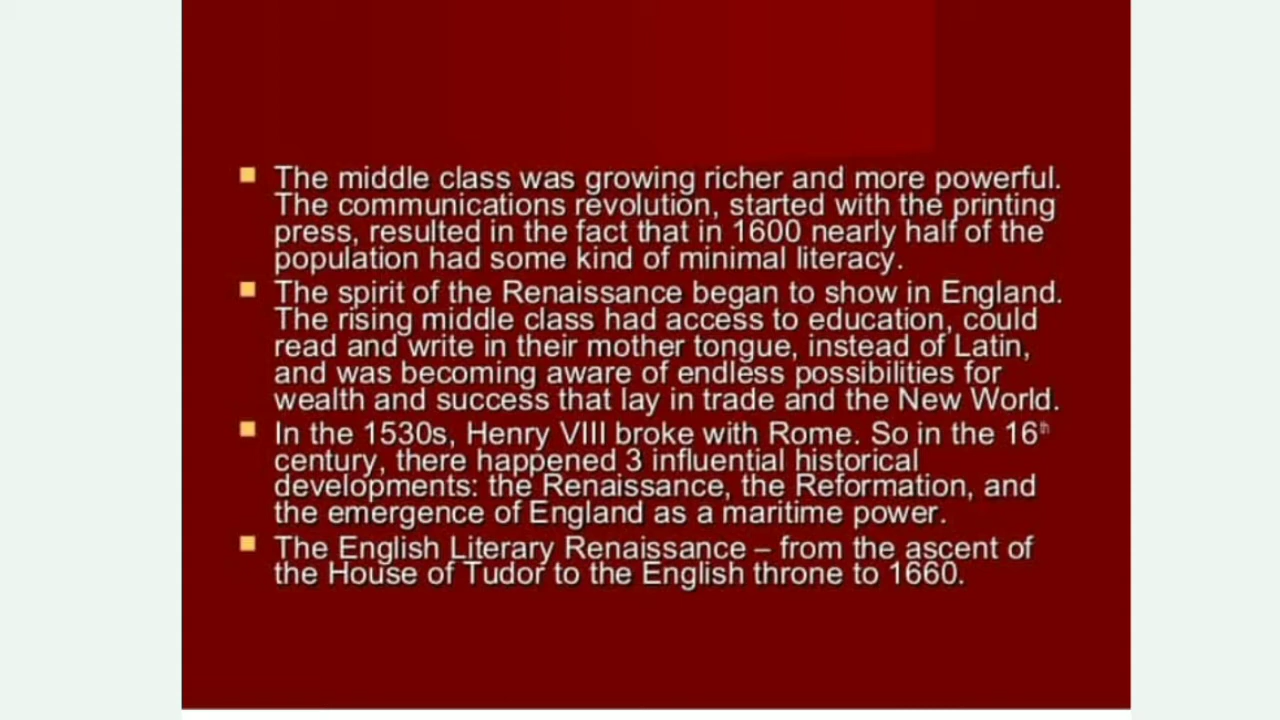 The middle class was growing richer and more powerful.
The communications revolution, started with the printing
press, resulted in the fact that in 1600 nearly half of the
population had some kind of minimal literacy.
The spirit of the Renaissance began to show in England.
The rising middle class had access to education, could
read and write in their mother tongue, instead of Latin,
and was becoming aware of endless possibilities for
wealth and success that lay in trade and the New World.
In the 1530s, Henry VIII broke with Rome. So in the 16th
century, there happened 3 influential historical
developments: the Renaissance, the Reformation, and
the emergence of England as a maritime power.
The English Literary Renaissance – from the ascent of
the House of Tudor to the English throne to 1660.